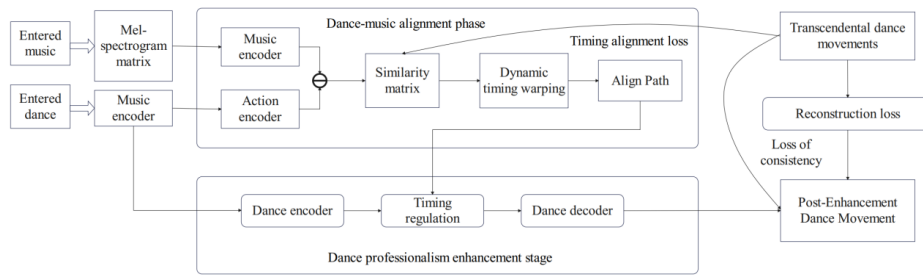 Dance-music alignment phase
Entered
music
Mel-
spectrogram
matrix
Music
encoder
Timing alignment loss
Transcendental dance
movements
Similarity
matrix
Dynamic
timing warping
Align Path
Entered
dance
Music
encoder
Action
encoder
Reconstruction loss
Loss of
consistency
Dance encoder
Timing
regulation
Dance decoder
Post-Enhancement
Dance Movement
Dance professionalism enhancement stage